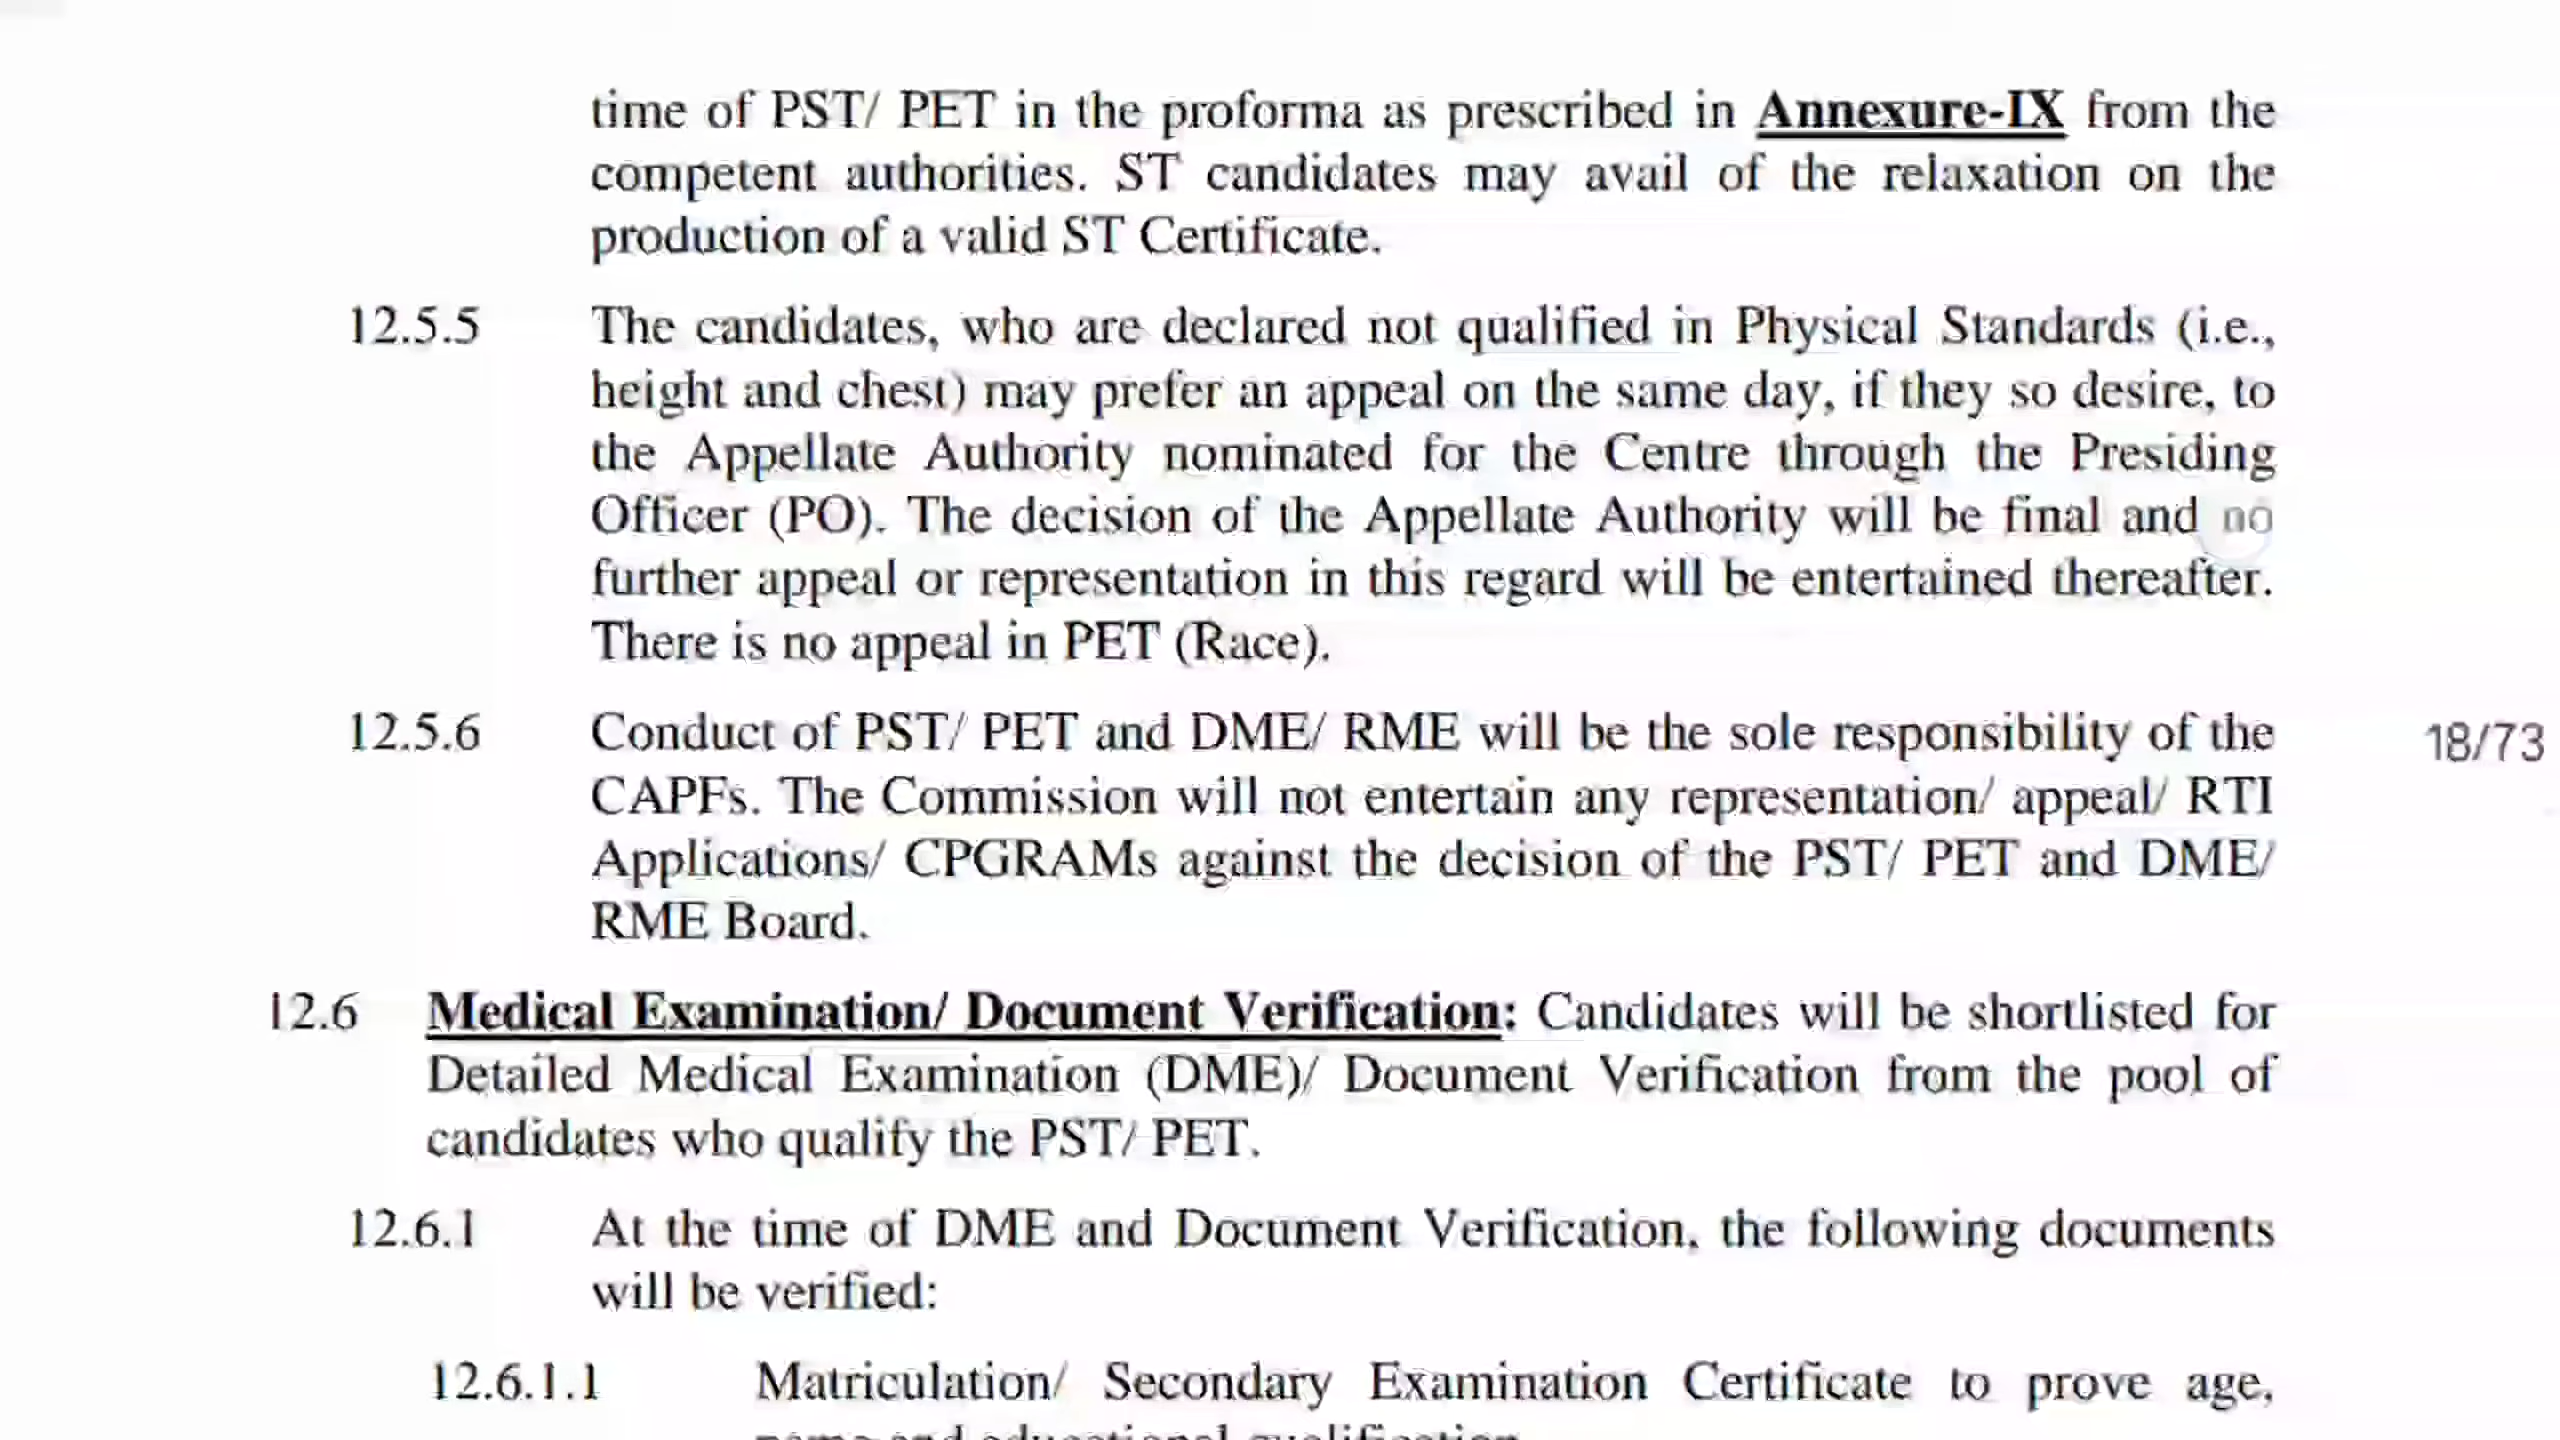 time of PST/ PET in the proforma as prescribed in Annexure-IX from the
competent authorities. ST candidates may avail of the relaxation on the
production of a valid ST Certificate.
12.5.5 The candidates, who are declared not qualified in Physical Standards (i.e.,
height and chest) may prefer an appeal on the same day, if they so desire, to
the Appellate Authority nominated for the Centre through the Presiding
Officer (PO). The decision of the Appellate Authority will be final and no
further appeal or representation in this regard will be entertained thereafter.
There is no appeal in PET (Race).
12.5.6 Conduct of PST/ PET and DME/ RME will be the sole responsibility of the
18/73
CAPFs. The Commission will not entertain any representation/ appeal/ RTI
Applications/ CPGRAMs against the decision of the PST/ PET and DME/
RME Board.
12.6 Medical Examination/ Document Verification: Candidates will be shortlisted for
Detailed Medical Examination (DME)/ Document Verification from the pool of
candidates who qualify the PST/ PET.
12.6.1 At the time of DME and Document Verification, the following documents
will be verified:
12.6.1.1 Matriculation/ Secondary Examination Certificate to prove age,
name and educational qualification